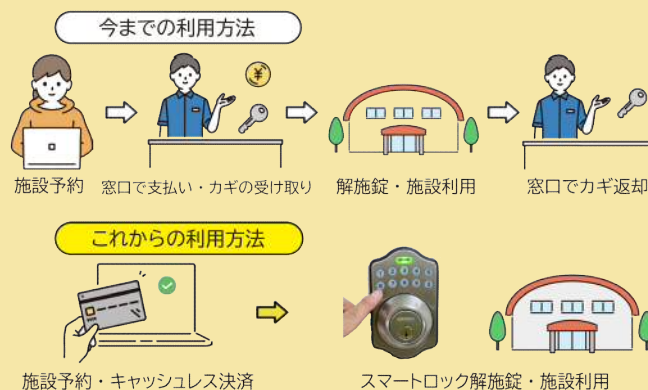 今までの利用方法
施設予約
窓口で支払い・カギの受け取り
解施錠・施設利用
窓口でカギ返却
これからの利用方法
施設予約・キャッシュレス決済
スマートロック解施錠・施設利用